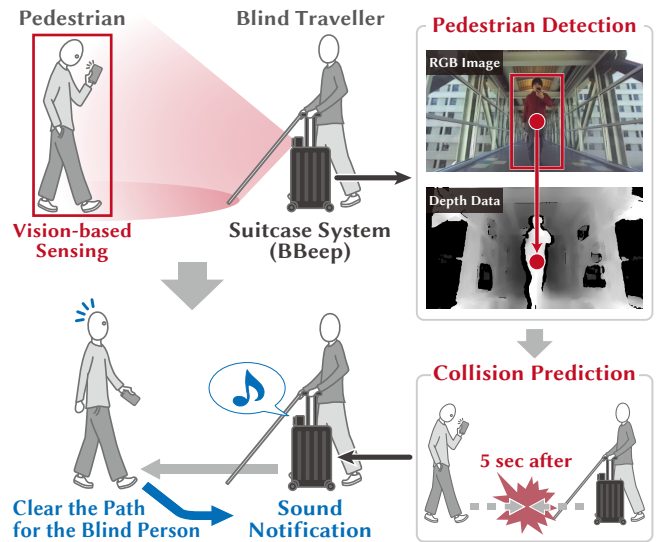 Pedestrian
Blind Traveller
Pedestrian Detection
RGB Image
Depth Data
Vision-based
Sensing
Suitcase System
(BBeep)
Collision Prediction
5 sec after
Clear the Path
for the Blind Person
Sound
Notification